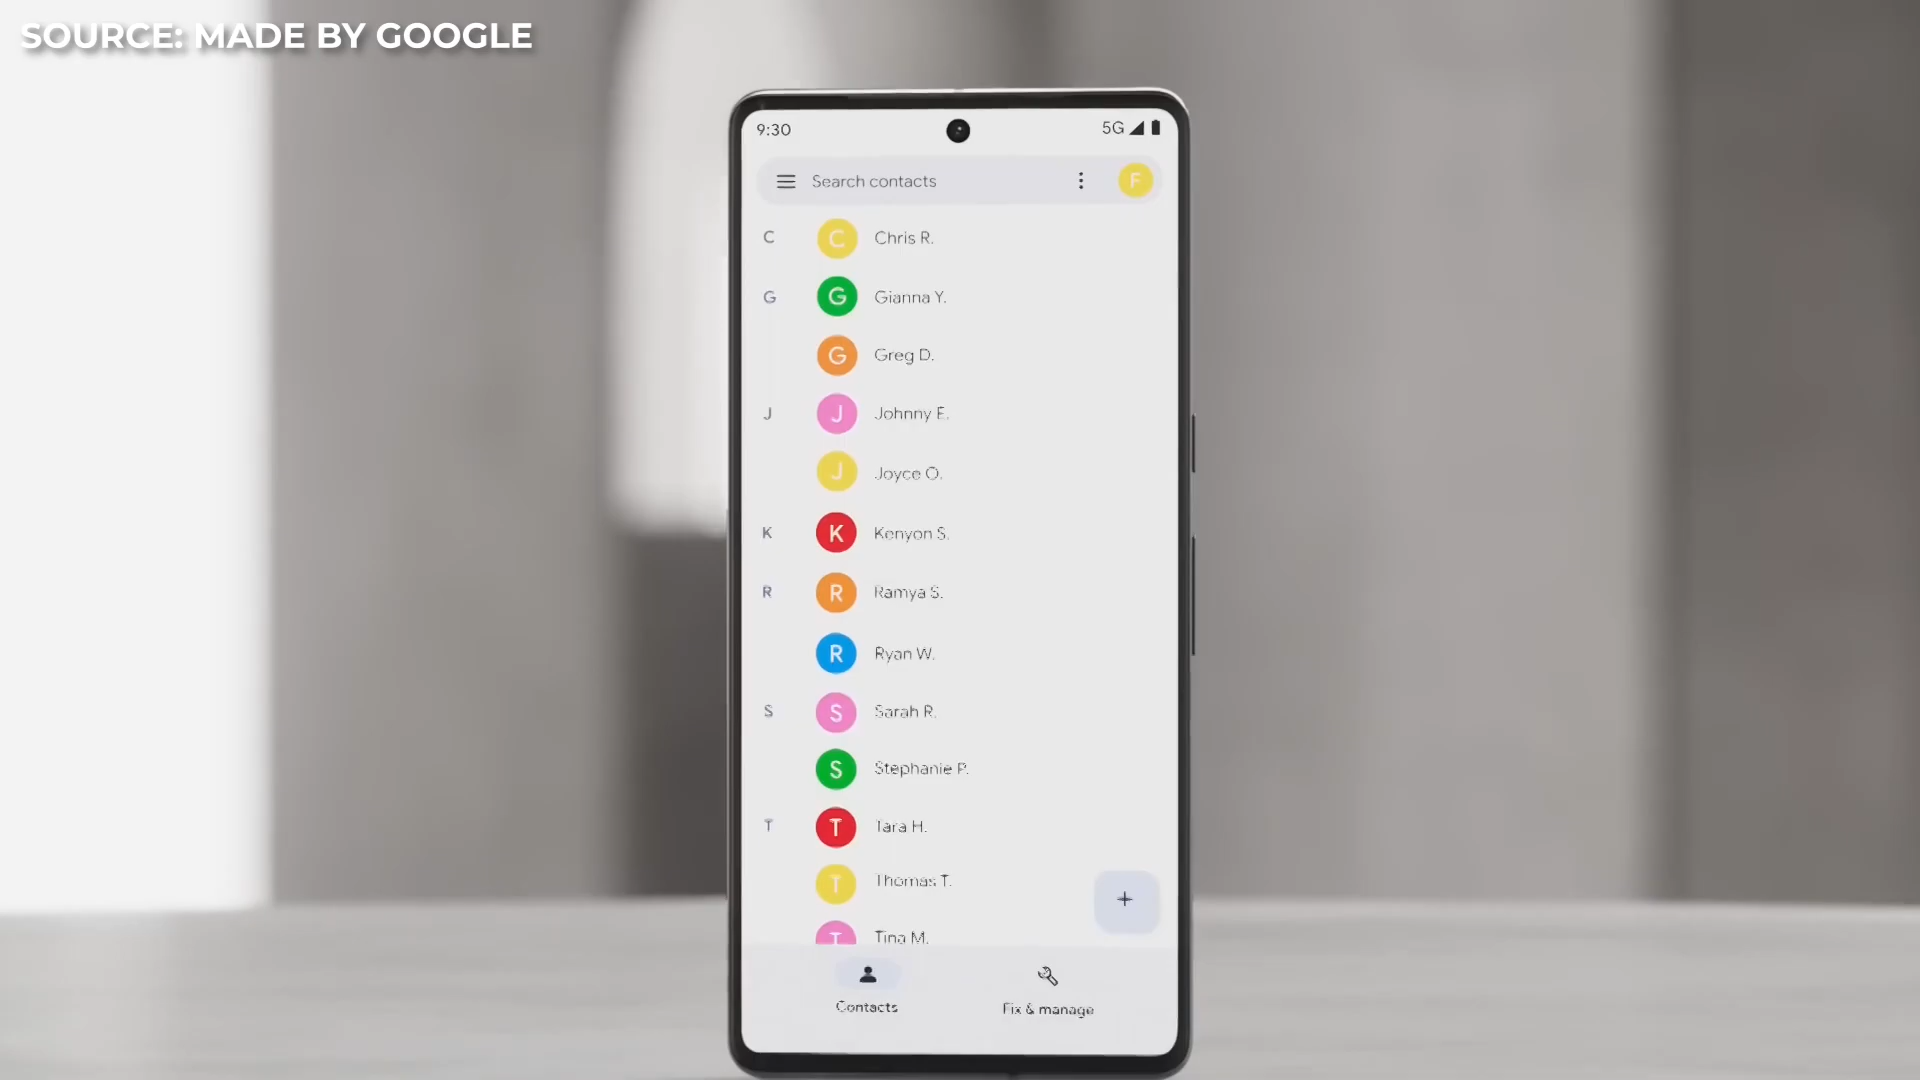 SOURCE: MADE BY GOOGLE
9:30
5G
Search contacts
F
C C Chris R.
G G Gianna Y.
G Greg D.
J J Johnny E.
J Joyce O.
K K Kenyon S.
R R Ramya S.
R Ryan W.
S S Sarah R.
S Stephanie P.
T T Tara H.
T Thomas T.
T Tina M.
+
Contacts
Fix & manage